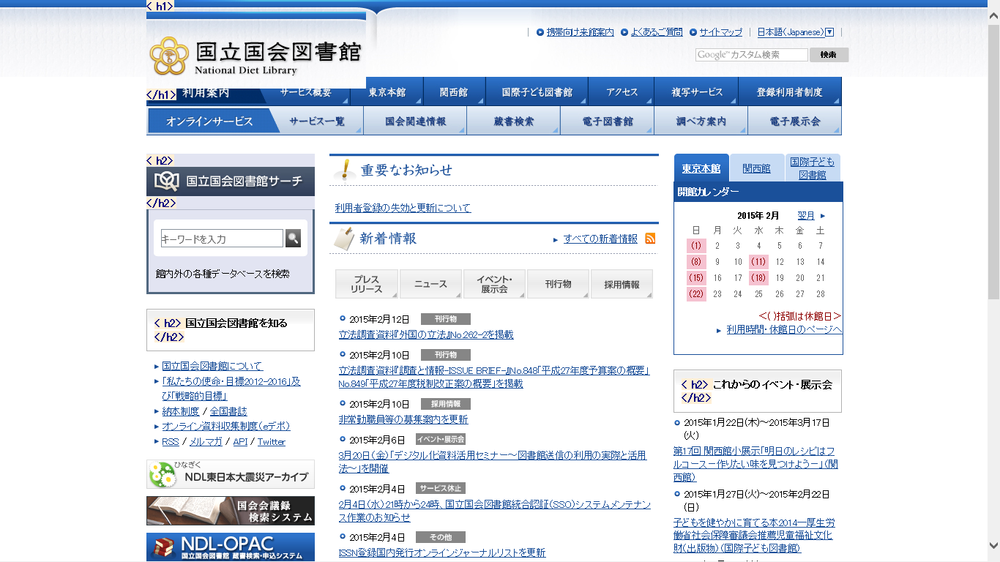 < h1>
携帯向け来館案内 よくあるご質問 サイトマップ 日本語(Japanese)
国立国会図書館
National Diet Library
Google™カスタム検索 検索
</h1> 利用案内 サービス概要 東京本館 関西館 国際子ども図書館 アクセス 複写サービス 登録利用者制度
オンラインサービス サービス一覧 国会関連情報 蔵書検索 電子図書館 調べ方案内 電子展示会
< h2>
国立国会図書館サーチ
</h2>
キーワードを入力
館内外の各種データベースを検索
< h2> 国立国会図書館を知る
</h2>
国立国会図書館について
「私たちの使命・目標2012-2016」及
び「戦略的目標」
納本制度 / 全国書誌
オンライン資料収集制度(eデポ)
RSS / メルマガ / API / Twitter
ひなぎく
NDL東日本大震災アーカイブ
国会会議録
検索システム
NDL-OPAC
国立国会図書館 蔵書検索・申込システム
重要なお知らせ
利用者登録の失効と更新について
新着情報
すべての新着情報
プレス
リリース
ニュース
イベント・
展示会
刊行物
採用情報
2015年2月12日 刊行物
立法調査資料『外国の立法』No.262-2を掲載
2015年2月10日 刊行物
立法調査資料『調査と情報-ISSUE BRIEF-』No.848「平成27年度予算案の概要」
No.849「平成27年度税制改正案の概要」を掲載
2015年2月10日 採用情報
非常勤職員等の募集案内を更新
2015年2月6日 イベント・展示会
3月20日(金)「デジタル化資料活用セミナー～図書館送信の利用の実際と活用
法～」を開催
2015年2月4日 サービス休止
2月4日(水)21時から24時、国立国会図書館統合認証(SSO)システムメンテナン
ス作業のお知らせ
2015年2月4日 その他
ISSN登録国内発行オンラインジャーナルリストを更新
東京本館
関西館
国際子ども
図書館
開館カレンダー
2015年 2月 翌月
日 月 火 水 木 金 土
(1) 2 3 4 5 6 7
(8) 9 10 (11) 12 13 14
(15) 16 17 (18) 19 20 21
(22) 23 24 25 26 27 28
<( )括弧は休館日>
利用時間・休館日のページへ
< h2> これからのイベント・展示会
</h2>
2015年1月22日(木)～2015年3月17日
(火)
第17回 関西館小展示「明日のレシピはフ
ルコース－作りたい味を見つけよう－」(関
西館)
2015年1月27日(火)～2015年2月22日
(日)
子どもを健やかに育てる本2014―厚生労
働省社会保障審議会推薦児童福祉文化
財(出版物)(国際子ども図書館)